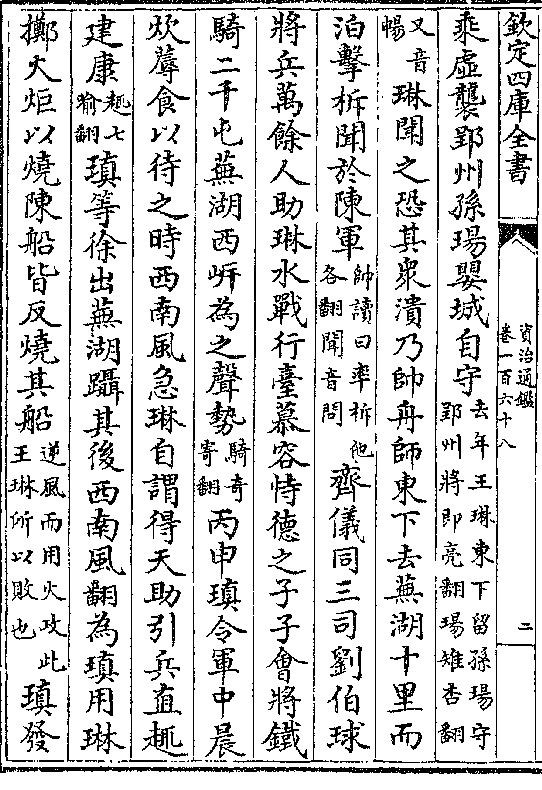 欽定四庫全書
資治通鑑
卷一百六十八
二
乘虛襲郢州孫瑒嬰城自守去年王琳東下留孫瑒守郢州將即亮翻瑒雉杏翻
又音暢琳聞之恐其衆潰乃帥舟師東下去蕪湖十里而
泊擊柝聞於陳軍帥讀曰率柝他各翻聞音問齊儀同三司劉伯球
將兵萬餘人助琳水戰行臺慕容恃德之子子會將鐵
騎二千屯蕪湖西岸為之聲勢騎奇寄翻丙申瑱令軍中晨
炊蓐食以待之時西南風急琳自謂得天助引兵直趣
建康趣七喻翻瑱等徐出蕪湖躡其後西南風翻為瑱用琳
擲火炬以燒陳船皆反燒其船逆風而用火攻此王琳所以敗也瑱發